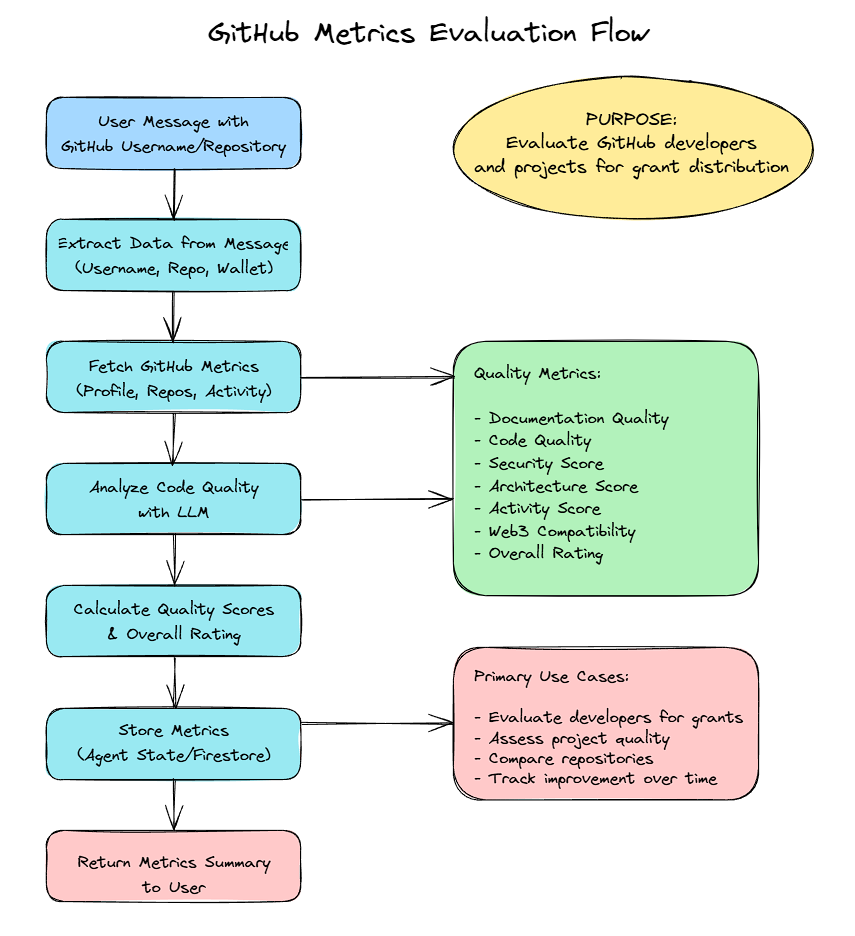 GitHub Metrics Evaluation Flow
User Message with
GitHub Username/Repository
PURPOSE:
Evaluate GitHub developers
and projects for grant distribution
Extract Data from Message
(Username, Repo, Wallet)
Fetch GitHub Metrics
(Profile, Repos, Activity)
Quality Metrics:
- Documentation Quality
- Code Quality
- Security Score
- Architecture Score
- Activity Score
- Web3 Compatibility
- Overall Rating
Analyze Code Quality
with LLM
Calculate Quality Scores
& Overall Rating
Store Metrics
(Agent State/Firestore)
Primary Use Cases:
- Evaluate developers for grants
- Assess project quality
- Compare repositories
- Track improvement over time
Return Metrics Summary
to User